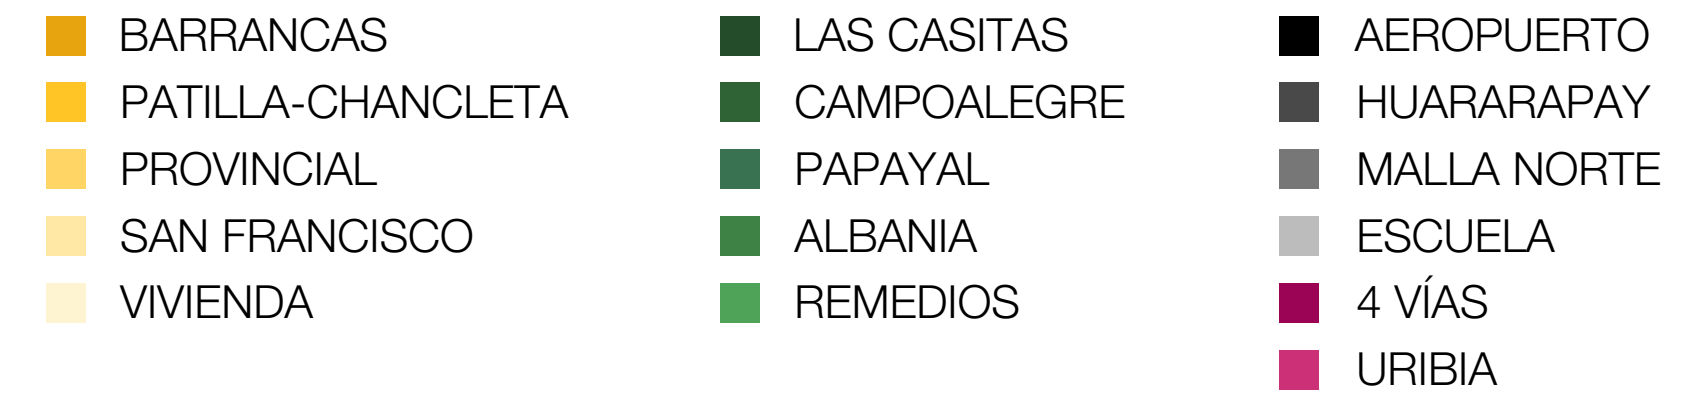 BARRANCAS
PATILLA-CHANCLETA
PROVINCIAL
SAN FRANCISCO
VIVIENDA
LAS CASITAS
CAMPOALEGRE
PAPAYAL
ALBANIA
REMEDIOS
AEROPUERTO
HUARARAPAY
MALLA NORTE
ESCUELA
4 VÍAS
URIBIA